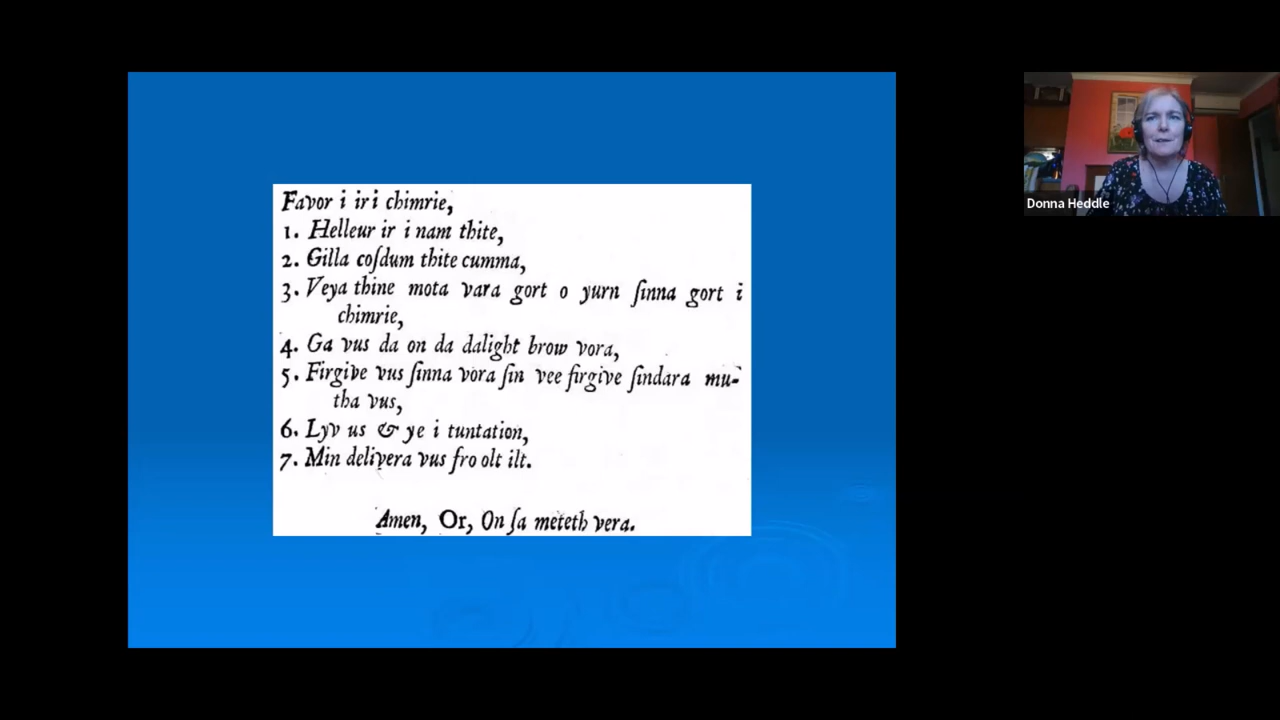 Favor i ir i chimrie,
1. Helleur ir i nam thite,
2. Gilla coſdum thite cumma,
3. Veya thine mota vara gort o yurn ſinna gort i
chimrie,
4. Ga vus da on da dalight brow vora,
5. Firgive vus ſinna vora ſin vee firgive ſindara mu-
tha vus,
6. Lyv us & ye i tuntation,
7. Min delivera vus fro olt ilt.
Amen, Or, On ſa meteth vera.
Donna Heddle